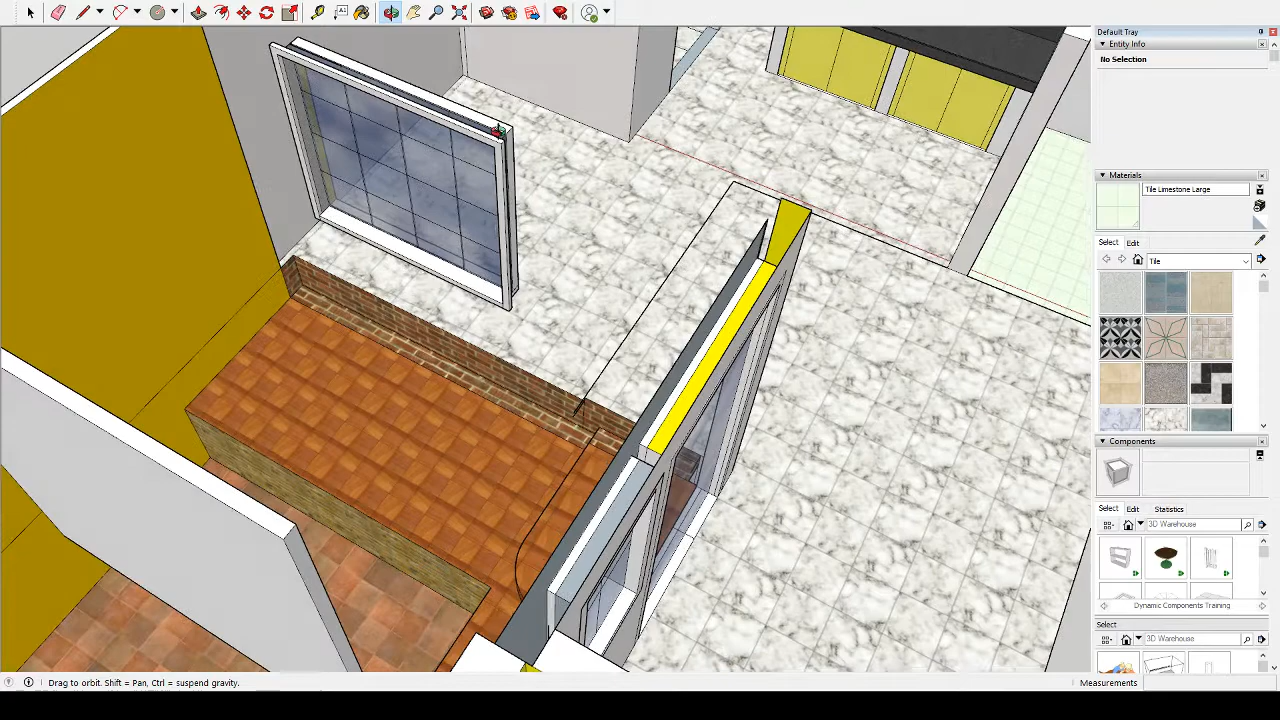 Default Tray
Entity Info
No Selection
Materials
Tile Limestone Large
Select Edit
Tile
Components
Select Edit Statistics
3D Warehouse
Dynamic Components Training
Select
3D Warehouse
Drag to orbit. Shift = Pan, Ctrl = suspend gravity.
Measurements